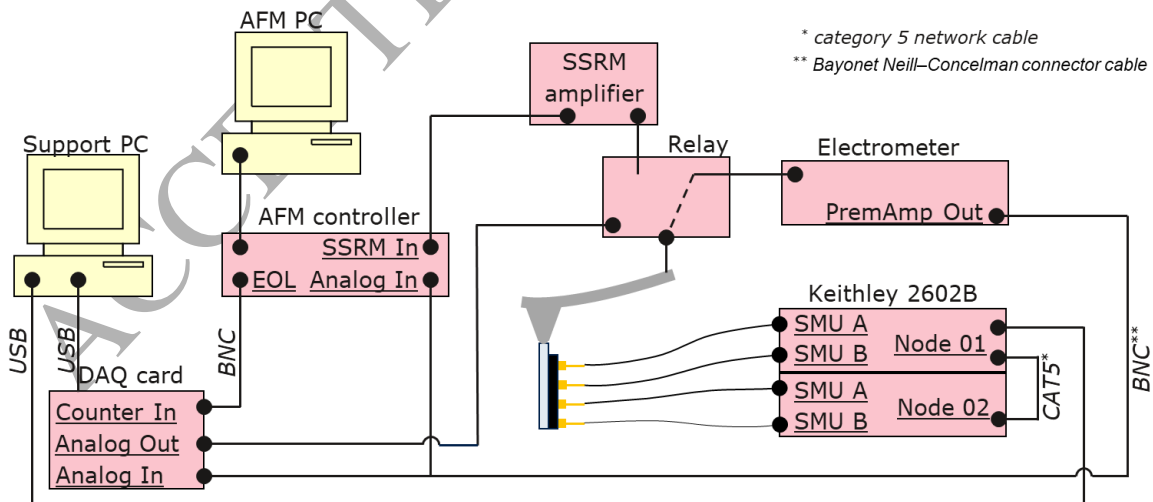 AFM PC
* category 5 network cable
** Bayonet Neill–Concelman connector cable
SSRM
amplifier
Support PC
Relay
Electrometer
PremAmp Out
AFM controller
SSRM In
EOL Analog In
Keithley 2602B
SMU A
SMU B
Node 01
SMU A
SMU B
Node 02
USB
USB
BNC
CAT5*
BNC**
DAQ card
Counter In
Analog Out
Analog In